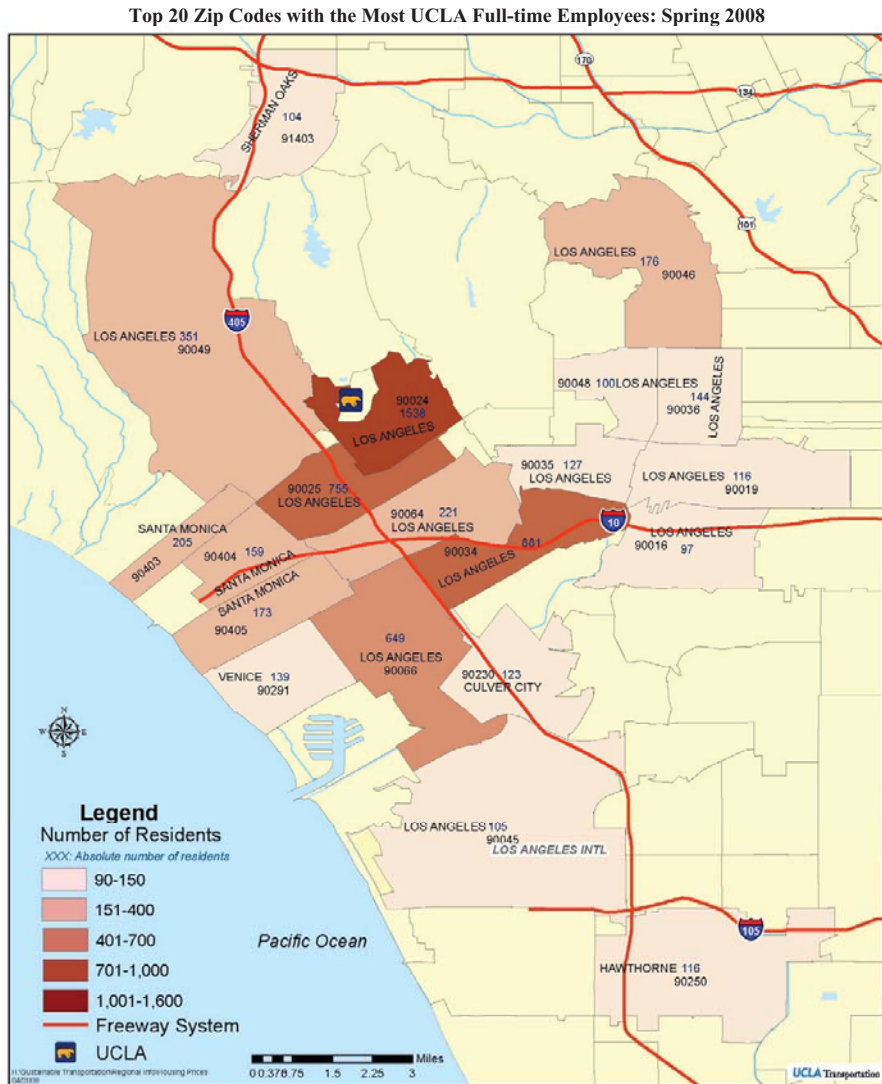 Top 20 Zip Codes with the Most UCLA Full-time Employees: Spring 2008
170
134
SHERMAN OAKS
104
91403
101
LOS ANGELES 176
90046
405
LOS ANGELES 351
90049
90048 100 LOS ANGELES
144
90036
LOS ANGELES
90024
1538
LOS ANGELES
90035 127
LOS ANGELES
LOS ANGELES 116
90019
90025 755
LOS ANGELES
90064 221
LOS ANGELES
10
LOS ANGELES
90016 97
SANTA MONICA
205
90403
90404 159
SANTA MONICA
90034
LOS ANGELES
SANTA MONICA
173
90405
649
LOS ANGELES
90066
VENICE 139
90291
90230 123
CULVER CITY
N
W E
S
LOS ANGELES 105
90045
LOS ANGELES INTL
Legend
Number of Residents
XXX: Absolute number of residents
90-150
151-400
401-700
701-1,000
1,001-1,600
Freeway System
UCLA
Pacific Ocean
105
HAWTHORNE 116
90250
0 0.375 0.75 1.5 2.25 3 Miles
UCLA Transportation